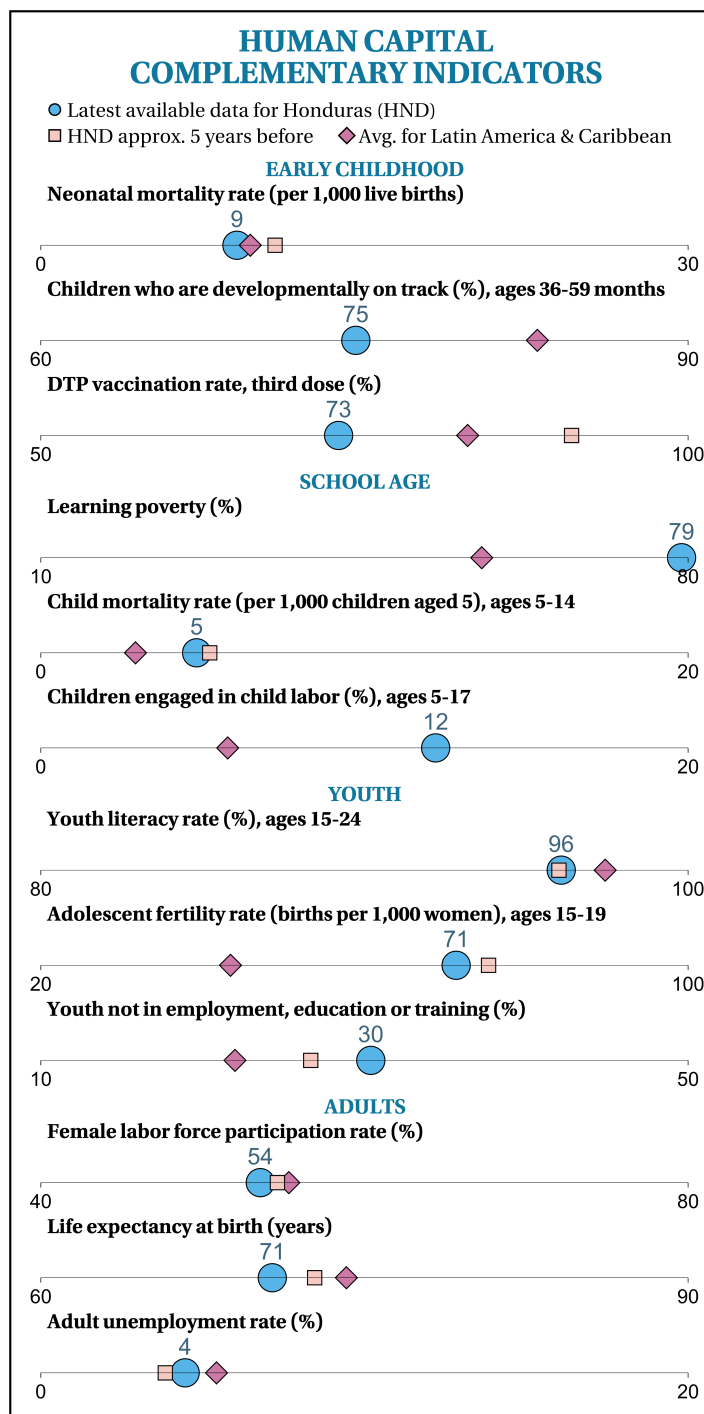 HUMAN CAPITAL
COMPLEMENTARY INDICATORS
Latest available data for Honduras (HND)
HND approx. 5 years before Avg. for Latin America & Caribbean
EARLY CHILDHOOD
Neonatal mortality rate (per 1,000 live births)
9
0 30
Children who are developmentally on track (%), ages 36-59 months
75
60 90
DTP vaccination rate, third dose (%)
73
50 100
SCHOOL AGE
Learning poverty (%)
79
10 80
Child mortality rate (per 1,000 children aged 5), ages 5-14
5
0 20
Children engaged in child labor (%), ages 5-17
12
0 20
YOUTH
Youth literacy rate (%), ages 15-24
96
80 100
Adolescent fertility rate (births per 1,000 women), ages 15-19
71
20 100
Youth not in employment, education or training (%)
30
10 50
ADULTS
Female labor force participation rate (%)
54
40 80
Life expectancy at birth (years)
71
60 90
Adult unemployment rate (%)
4
0 20